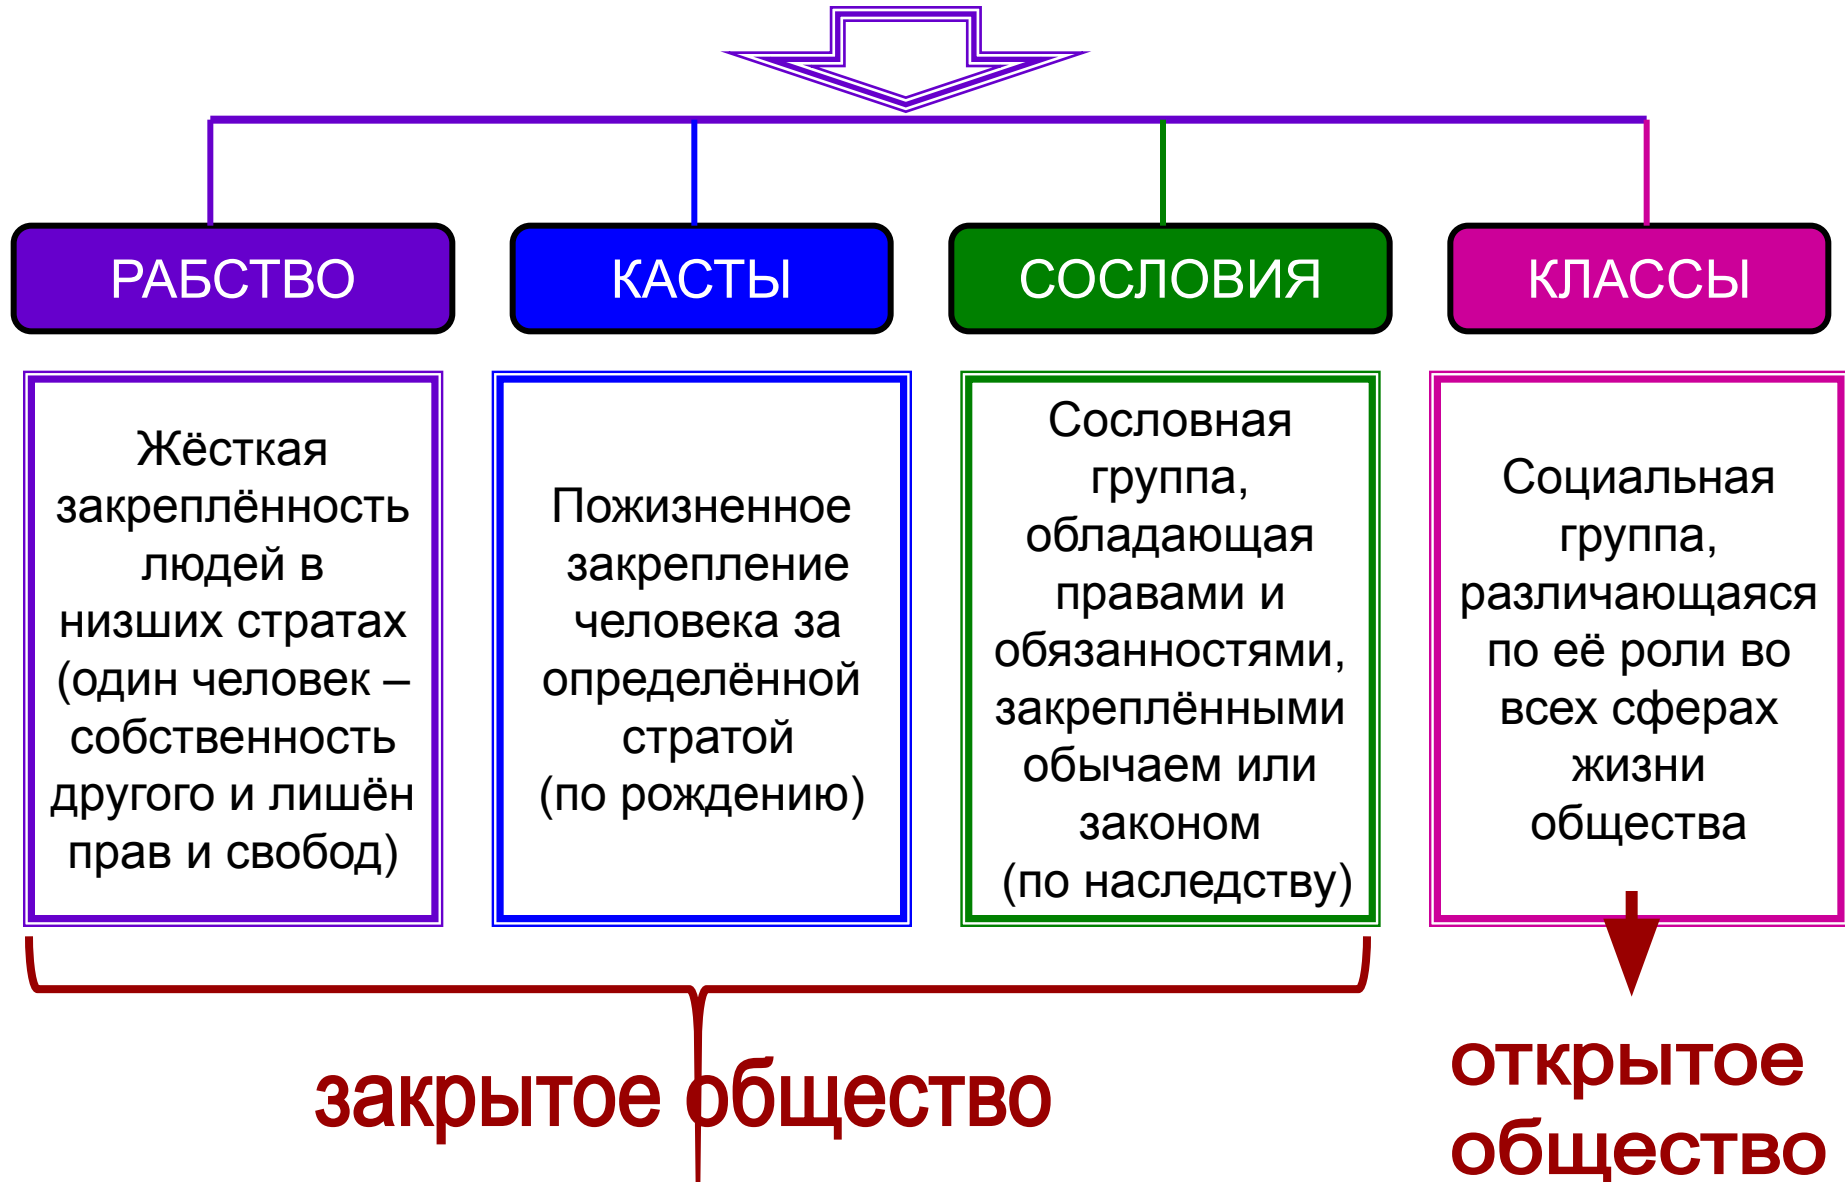 РАБСТВО
КАСТЫ
СОСЛОВИЯ
КЛАССЫ
Жёсткая
закреплённость
людей в
низших стратах
(один человек –
собственность
другого и лишён
прав и свобод)
Пожизненное
закрепление
человека за
определённой
стратой
(по рождению)
Сословная
группа,
обладающая
правами и
обязанностями,
закреплёнными
обычаем или
законом
(по наследству)
Социальная
группа,
различающаяся
по её роли во
всех сферах
жизни
общества
закрытое общество
открытое
общество